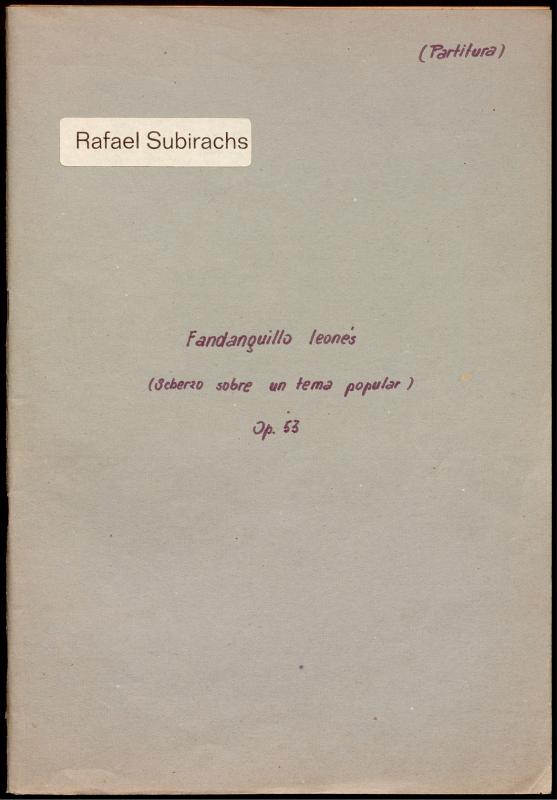 (Partitura)
Rafael Subirachs
Fandanguillo leonés
(Scherzo sobre un tema popular)
Op. 53